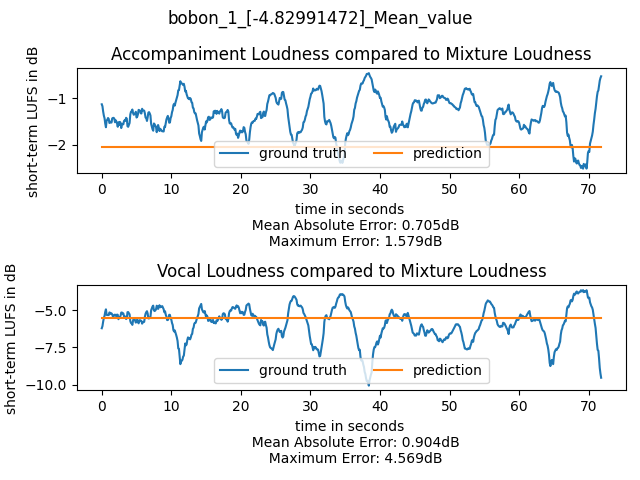 bobon_1_[-4.82991472]_Mean_value
Accompaniment Loudness compared to Mixture Loudness
short-term LUFS in dB
−1
−2
ground truth prediction
0 10 20 30 40 50 60 70
time in seconds
Mean Absolute Error: 0.705dB
Maximum Error: 1.579dB
Vocal Loudness compared to Mixture Loudness
short-term LUFS in dB
−5.0
−7.5
−10.0
ground truth prediction
0 10 20 30 40 50 60 70
time in seconds
Mean Absolute Error: 0.904dB
Maximum Error: 4.569dB